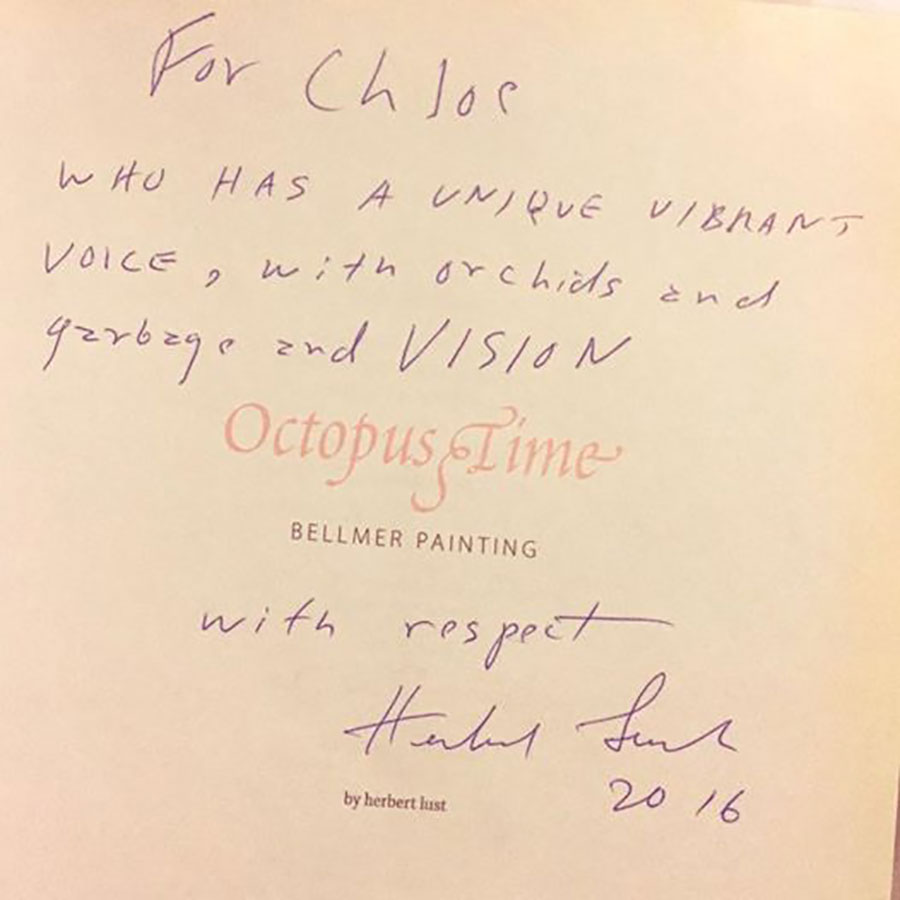 For Chloe
WHO HAS A UNIQUE VIBRANT
VOICE, with orchids and
garbage and VISION
Octopus & Time
BELLMER PAINTING
with respect
Herbert Lust
by herbert lust
2016